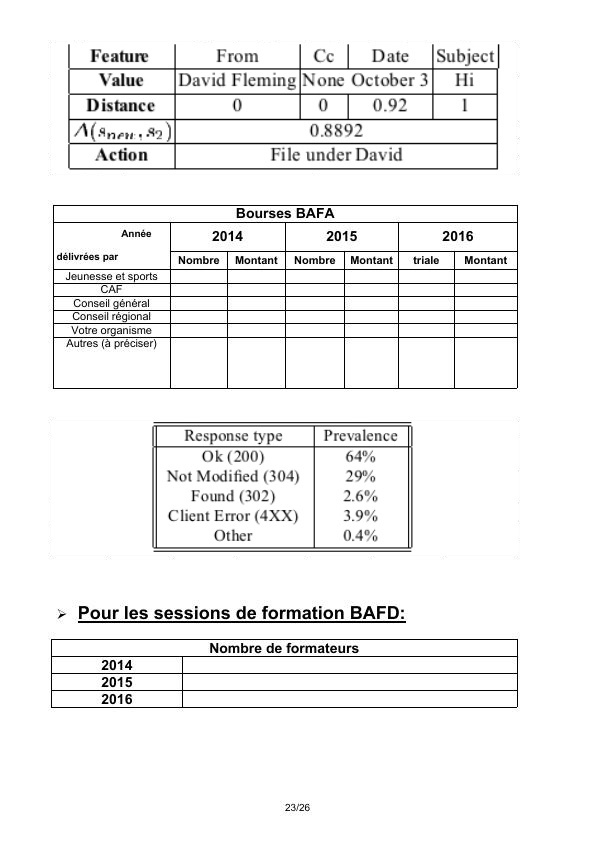 Feature From Cc Date Subject
Value David Fleming None October 3 Hi
Distance 0 0 0.92 1
Λ(s_new, s_2) 0.8892
Action File under David
Bourses BAFA
Année 2014 2015 2016
délivrées par Nombre Montant Nombre Montant triale Montant
Jeunesse et sports
CAF
Conseil général
Conseil régional
Votre organisme
Autres (à préciser)
Response type Prevalence
Ok (200) 64%
Not Modified (304) 29%
Found (302) 2.6%
Client Error (4XX) 3.9%
Other 0.4%
➢ Pour les sessions de formation BAFD:
Nombre de formateurs
2014
2015
2016
23/26